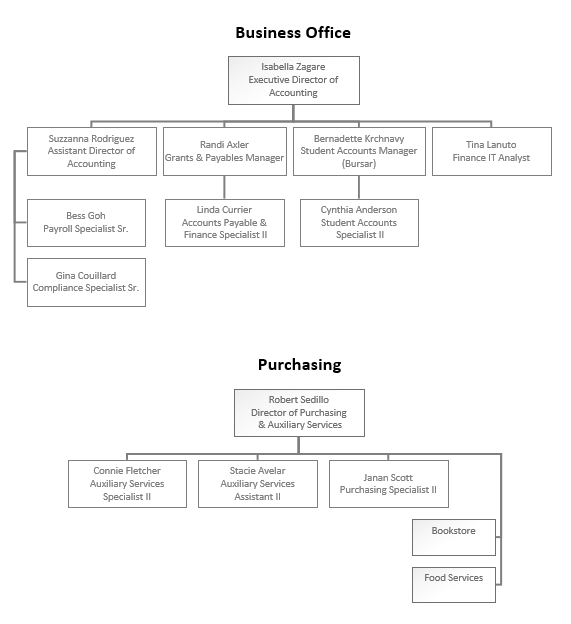 Business Office
Isabella Zagare
Executive Director of
Accounting
Suzzanna Rodriguez
Assistant Director of
Accounting
Randi Axler
Grants & Payables Manager
Bernadette Krchnavy
Student Accounts Manager
(Bursar)
Tina Lanuto
Finance IT Analyst
Bess Goh
Payroll Specialist Sr.
Linda Currier
Accounts Payable &
Finance Specialist II
Cynthia Anderson
Student Accounts
Specialist II
Gina Couillard
Compliance Specialist Sr.
Purchasing
Robert Sedillo
Director of Purchasing
& Auxiliary Services
Connie Fletcher
Auxiliary Services
Specialist II
Stacie Avelar
Auxiliary Services
Assistant II
Janan Scott
Purchasing Specialist II
Bookstore
Food Services